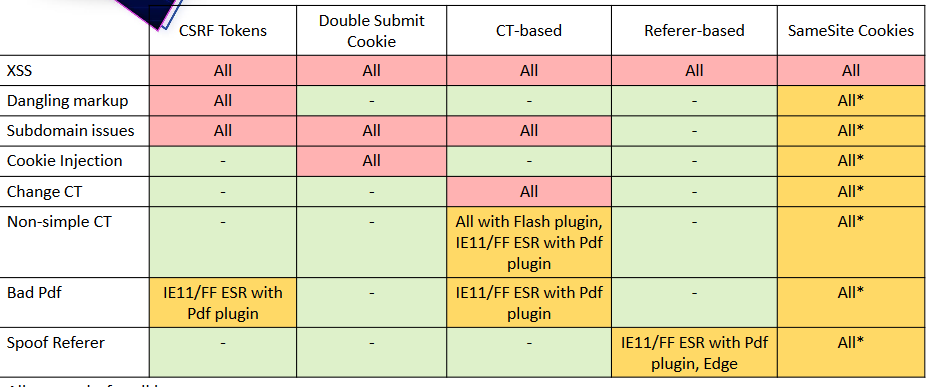 CSRF Tokens Double Submit Cookie CT-based Referer-based SameSite Cookies
XSS All All All All All
Dangling markup All - - - All*
Subdomain issues All All All - All*
Cookie Injection - All - - All*
Change CT - - All - All*
Non-simple CT - - All with Flash plugin, IE11/FF ESR with Pdf plugin - All*
Bad Pdf IE11/FF ESR with Pdf plugin - IE11/FF ESR with Pdf plugin - All*
Spoof Referer - - - IE11/FF ESR with Pdf plugin, Edge All*